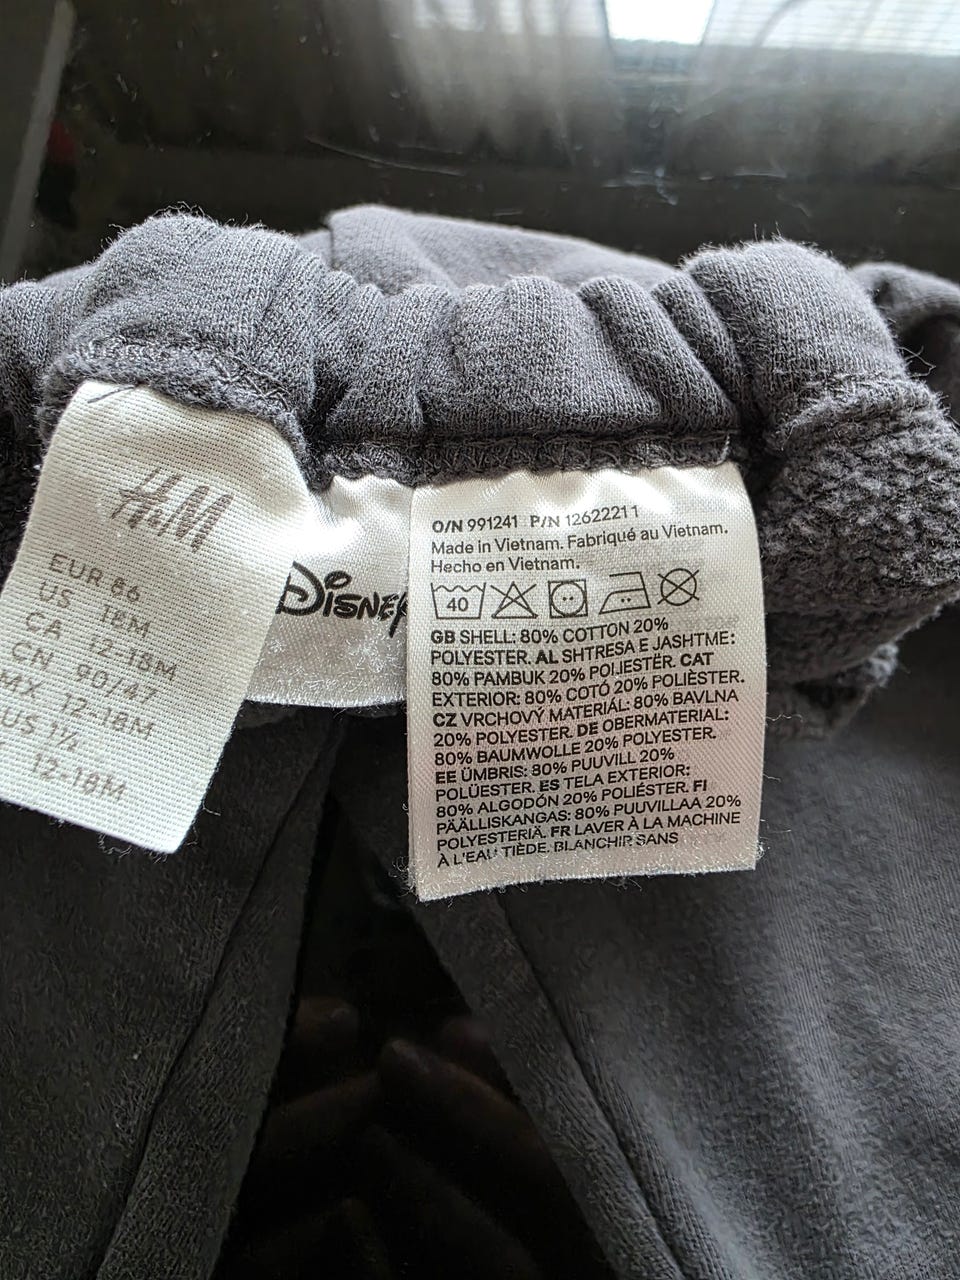 H&M
EUR 86
US 18M
CA 12-18M
CN 90/47
MX 12-18M
US 1½
12-18M
Disney
O/N 991241 P/N 12622211
Made in Vietnam. Fabriqué au Vietnam.
Hecho en Vietnam.
40
GB SHELL: 80% COTTON 20%
POLYESTER. AL SHTRESA E JASHTME:
80% PAMBUK 20% POLIESTËR. CAT
EXTERIOR: 80% COTÓ 20% POLIÈSTER.
CZ VRCHOVÝ MATERIÁL: 80% BAVLNA
20% POLYESTER. DE OBERMATERIAL:
80% BAUMWOLLE 20% POLYESTER.
EE ÜMBRIS: 80% PUUVILL 20%
POLÜESTER. ES TELA EXTERIOR:
80% ALGODÓN 20% POLIÉSTER. FI
PÄÄLLISKANGAS: 80% PUUVILLAA 20%
POLYESTERIÄ. FR LAVER À LA MACHINE
À L'EAU TIÈDE. BLANCHIR SANS